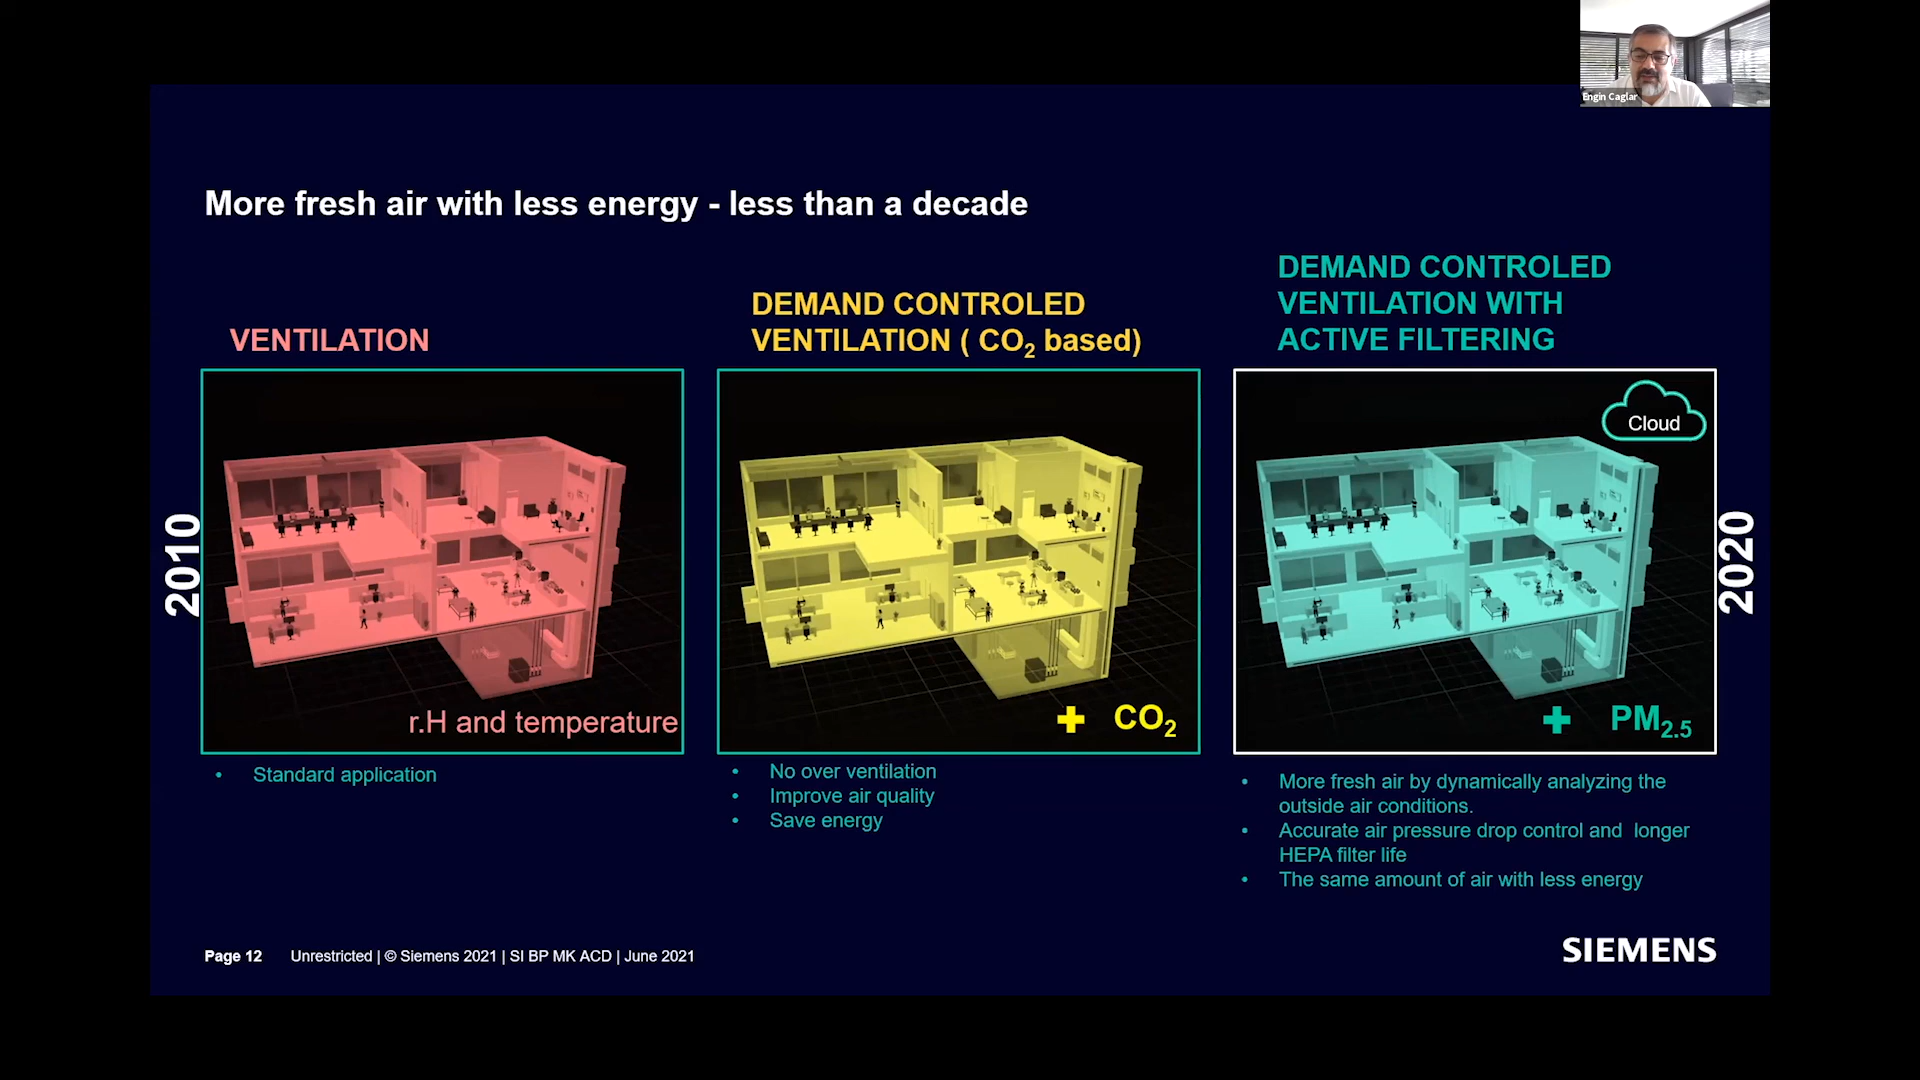 Engin Caglar
More fresh air with less energy - less than a decade
VENTILATION
DEMAND CONTROLED
VENTILATION ( CO₂ based)
DEMAND CONTROLED
VENTILATION WITH
ACTIVE FILTERING
2010
r.H and temperature
+ CO₂
Cloud
+ PM₂.₅
2020
• Standard application
• No over ventilation
• Improve air quality
• Save energy
• More fresh air by dynamically analyzing the
outside air conditions.
• Accurate air pressure drop control and longer
HEPA filter life
• The same amount of air with less energy
Page 12 Unrestricted | © Siemens 2021 | SI BP MK ACD | June 2021
SIEMENS